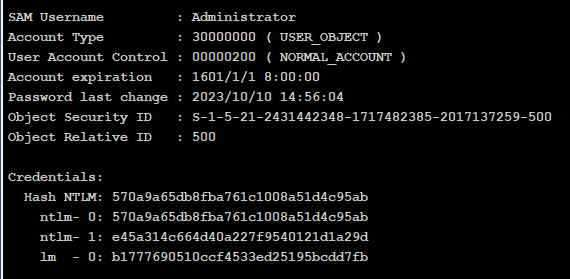 SAM Username         : Administrator
Account Type         : 30000000 ( USER_OBJECT )
User Account Control : 00000200 ( NORMAL_ACCOUNT )
Account expiration   : 1601/1/1 8:00:00
Password last change : 2023/10/10 14:56:04
Object Security ID   : S-1-5-21-2431442348-1717482385-2017137259-500
Object Relative ID   : 500
Credentials:
  Hash NTLM: 570a9a65db8fba761c1008a51d4c95ab
    ntlm- 0: 570a9a65db8fba761c1008a51d4c95ab
    ntlm- 1: e45a314c664d40a227f9540121d1a29d
    lm  - 0: b1777690510ccf4533ed25195bcdd7fb